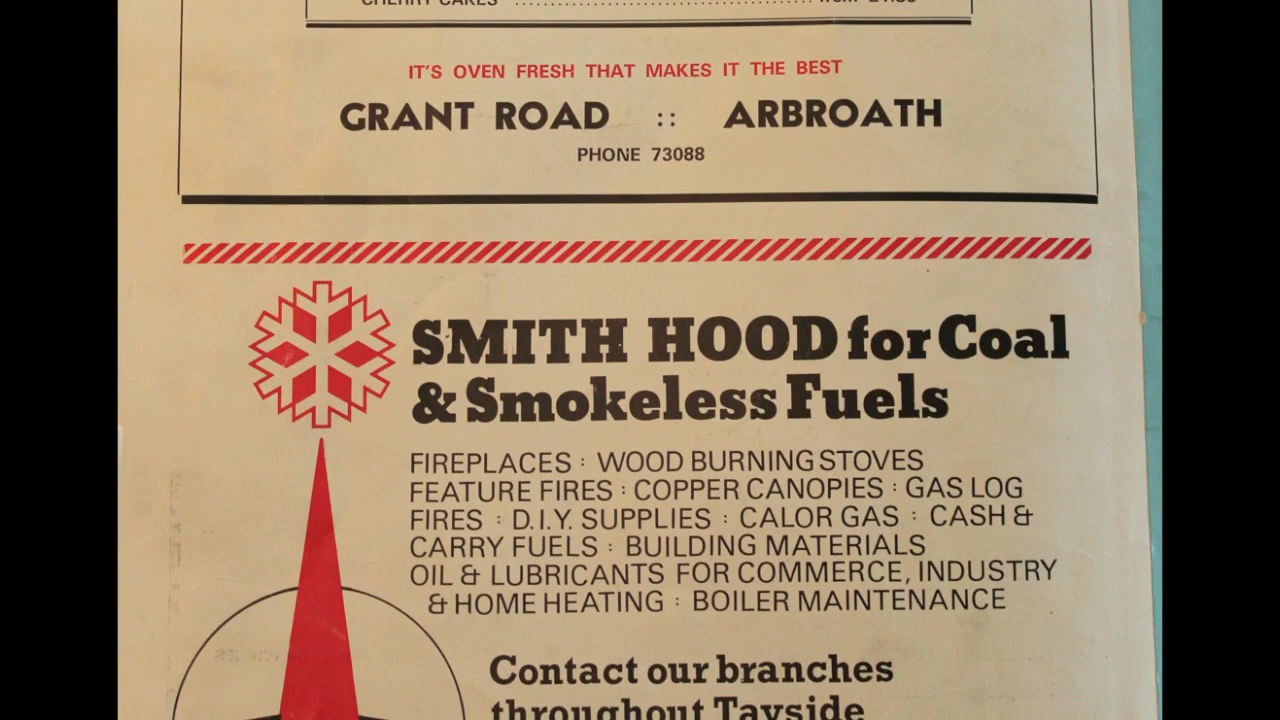 CHERRY CAKES
IT'S OVEN FRESH THAT MAKES IT THE BEST
GRANT ROAD :: ARBROATH
PHONE 73088
SMITH HOOD for Coal
& Smokeless Fuels
FIREPLACES : WOOD BURNING STOVES
FEATURE FIRES : COPPER CANOPIES : GAS LOG
FIRES : D.I.Y. SUPPLIES : CALOR GAS : CASH &
CARRY FUELS : BUILDING MATERIALS
OIL & LUBRICANTS FOR COMMERCE, INDUSTRY
& HOME HEATING : BOILER MAINTENANCE
Contact our branches
throughout Tayside